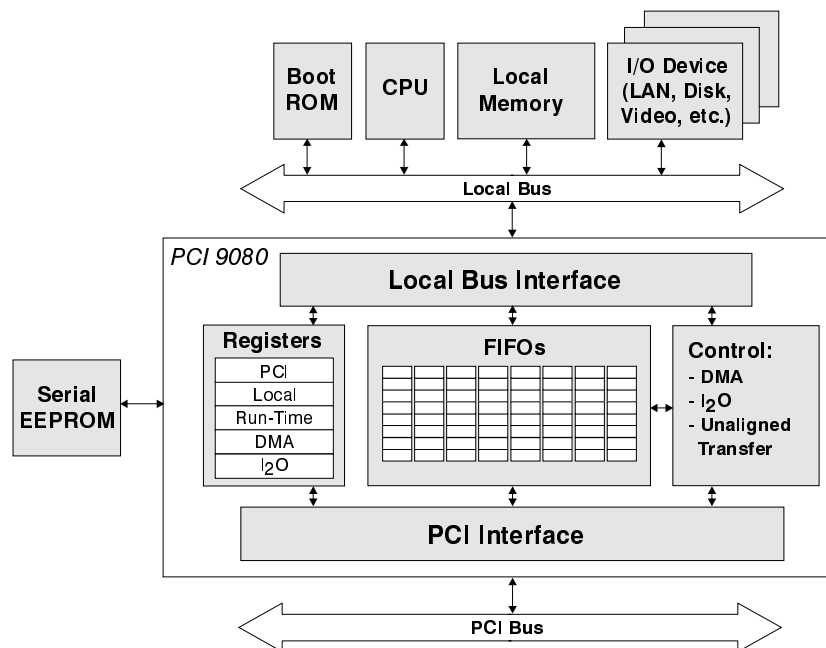 Boot
ROM
CPU
Local
Memory
I/O Device
(LAN, Disk,
Video, etc.)
Local Bus
PCI 9080
Local Bus Interface
Registers
PCI
Local
Run-Time
DMA
I2O
FIFOs
Control:
- DMA
- I2O
- Unaligned
Transfer
Serial
EEPROM
PCI Interface
PCI Bus